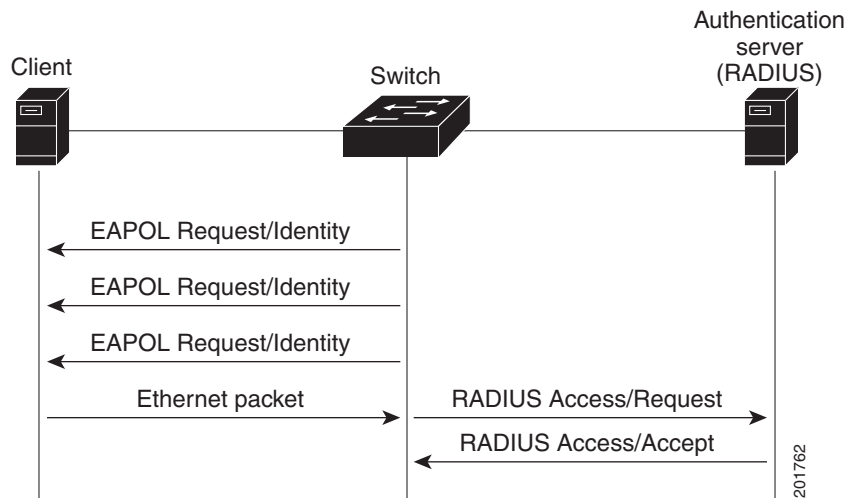 Client
Switch
Authentication
server
(RADIUS)
EAPOL Request/Identity
EAPOL Request/Identity
EAPOL Request/Identity
Ethernet packet
RADIUS Access/Request
RADIUS Access/Accept
201762